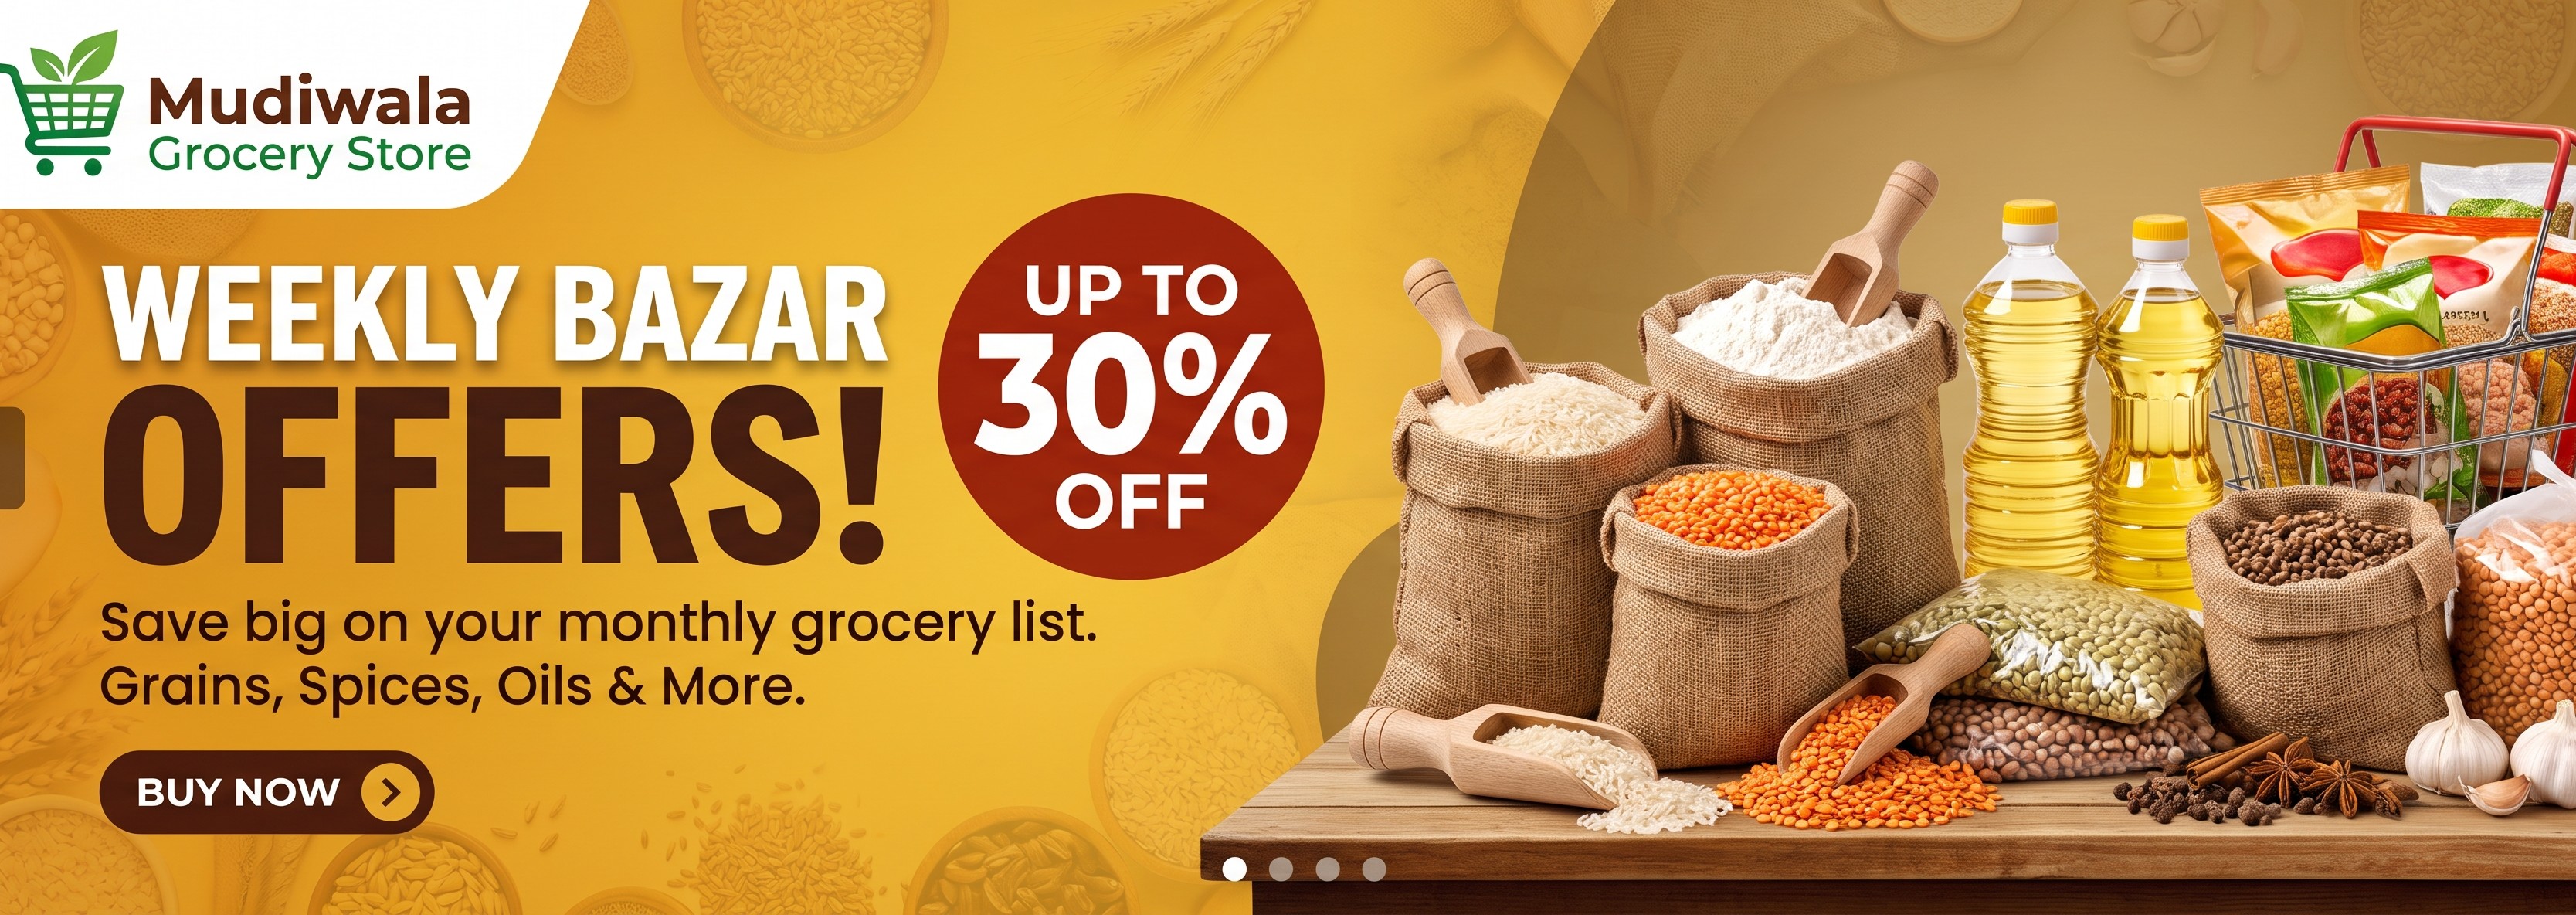 Mudiwala
Grocery Store
WEEKLY BAZAR
OFFERS!
UP TO
30%
OFF
Save big on your monthly grocery list.
Grains, Spices, Oils & More.
BUY NOW